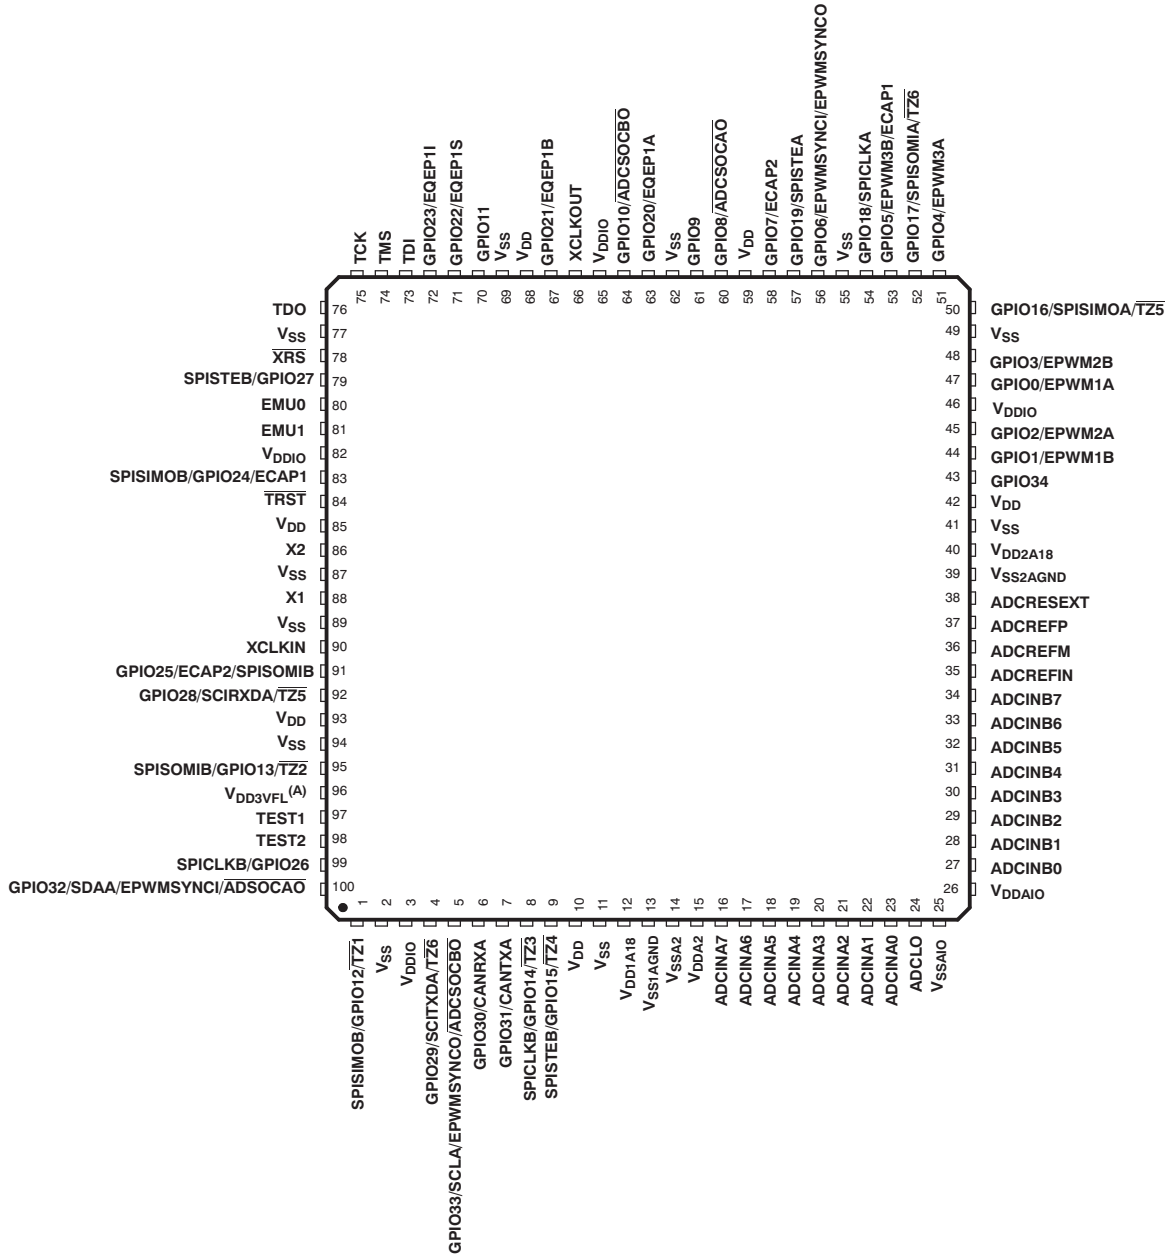 TCK
TMS
TDI
GPIO23/EQEP1I
GPIO22/EQEP1S
GPIO11
VSS
VDD
GPIO21/EQEP1B
XCLKOUT
VDDIO
GPIO10/ADCSOCBO
GPIO20/EQEP1A
VSS
GPIO9
GPIO8/ADCSOCAO
VDD
GPIO7/ECAP2
GPIO19/SPISTEA
GPIO6/EPWMSYNCI/EPWMSYNCO
VSS
GPIO18/SPICLKA
GPIO5/EPWM3B/ECAP1
GPIO17/SPISOMIA/TZ6
GPIO4/EPWM3A
75
74
73
72
71
70
69
68
67
66
65
64
63
62
61
60
59
58
57
56
55
54
53
52
51
TDO 76
VSS 77
XRS 78
SPISTEB/GPIO27 79
EMU0 80
EMU1 81
VDDIO 82
SPISIMOB/GPIO24/ECAP1 83
TRST 84
VDD 85
X2 86
VSS 87
X1 88
VSS 89
XCLKIN 90
GPIO25/ECAP2/SPISOMIB 91
GPIO28/SCIRXDA/TZ5 92
VDD 93
VSS 94
SPISOMIB/GPIO13/TZ2 95
VDD3VFL(A) 96
TEST1 97
TEST2 98
SPICLKB/GPIO26 99
GPIO32/SDAA/EPWMSYNCI/ADSOCAO 100
50 GPIO16/SPISIMOA/TZ5
49 VSS
48 GPIO3/EPWM2B
47 GPIO0/EPWM1A
46 VDDIO
45 GPIO2/EPWM2A
44 GPIO1/EPWM1B
43 GPIO34
42 VDD
41 VSS
40 VDD2A18
39 VSS2AGND
38 ADCRESEXT
37 ADCREFP
36 ADCREFM
35 ADCREFIN
34 ADCINB7
33 ADCINB6
32 ADCINB5
31 ADCINB4
30 ADCINB3
29 ADCINB2
28 ADCINB1
27 ADCINB0
26 VDDAIO
1
2
3
4
5
6
7
8
9
10
11
12
13
14
15
16
17
18
19
20
21
22
23
24
25
SPISIMOB/GPIO12/TZ1
VSS
VDDIO
GPIO29/SCITXDA/TZ6
GPIO33/SCLA/EPWMSYNCO/ADCSOCBO
GPIO30/CANRXA
GPIO31/CANTXA
SPICLKB/GPIO14/TZ3
SPISTEB/GPIO15/TZ4
VDD
VSS
VDD1A18
VSS1AGND
VSSA2
VDDA2
ADCINA7
ADCINA6
ADCINA5
ADCINA4
ADCINA3
ADCINA2
ADCINA1
ADCINA0
ADCLO
VSSAIO